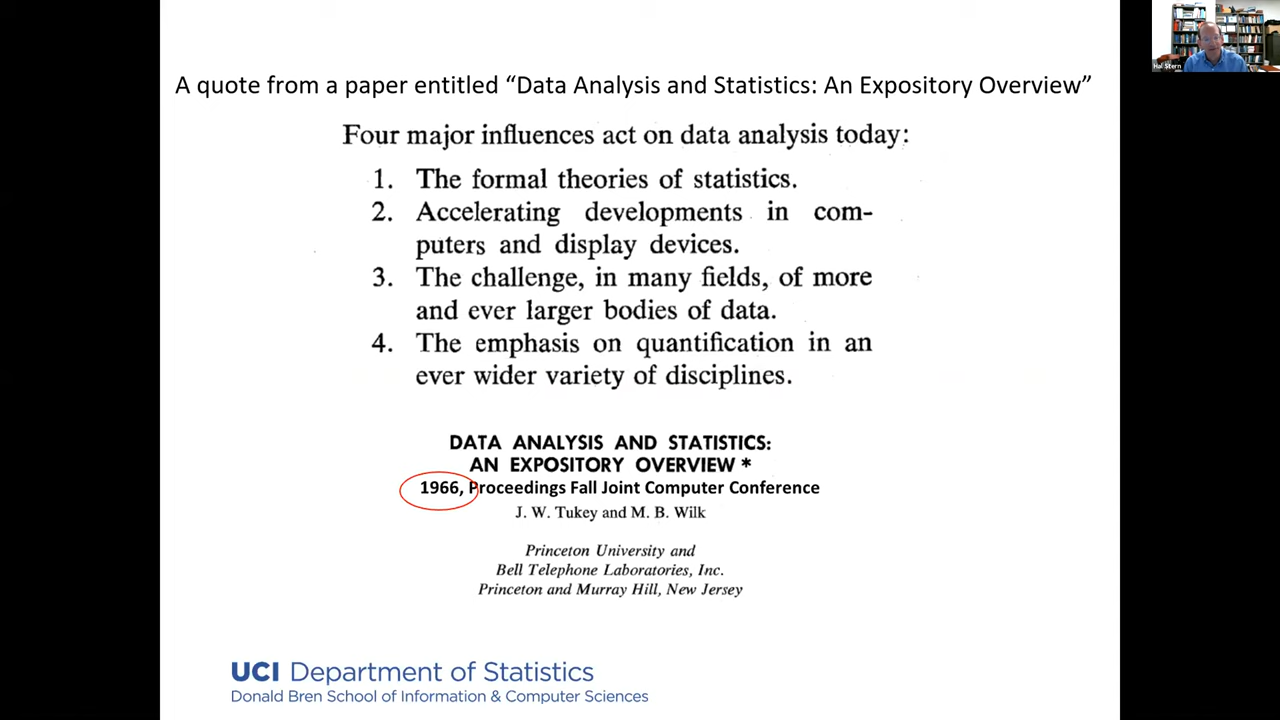 Hal Stern
A quote from a paper entitled “Data Analysis and Statistics: An Expository Overview”
Four major influences act on data analysis today:
1. The formal theories of statistics.
2. Accelerating developments in com-
puters and display devices.
3. The challenge, in many fields, of more
and ever larger bodies of data.
4. The emphasis on quantification in an
ever wider variety of disciplines.
DATA ANALYSIS AND STATISTICS:
AN EXPOSITORY OVERVIEW *
1966, Proceedings Fall Joint Computer Conference
J. W. Tukey and M. B. Wilk
Princeton University and
Bell Telephone Laboratories, Inc.
Princeton and Murray Hill, New Jersey
UCI Department of Statistics
Donald Bren School of Information & Computer Sciences